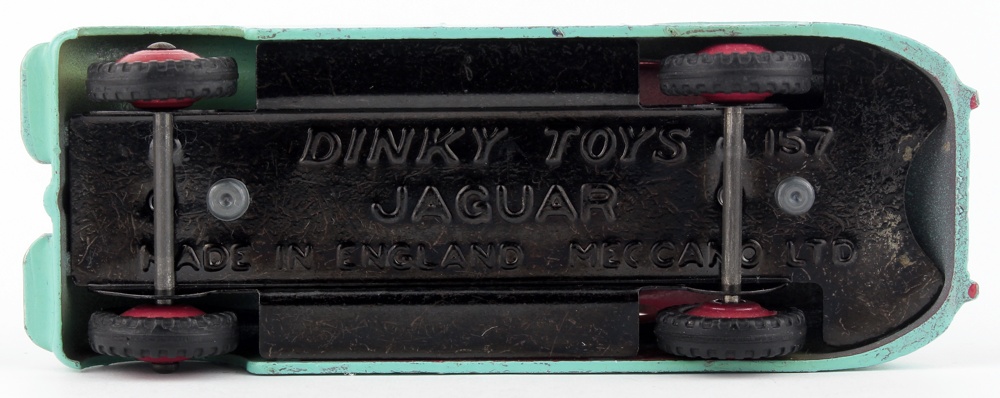 DINKY TOYS 157
JAGUAR
MADE IN ENGLAND MECCANO LTD